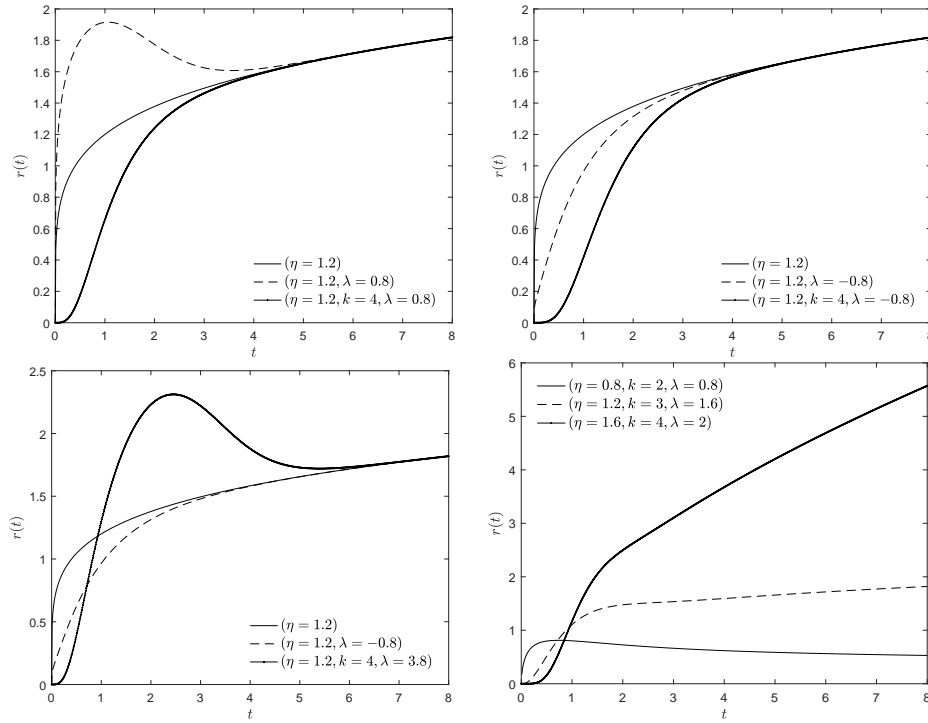 r(t)
2
1.8
1.6
1.4
1.2
1
0.8
0.6
0.4
0.2
0
(η = 1.2)
(η = 1.2, λ = 0.8)
(η = 1.2, k = 4, λ = 0.8)
0 1 2 3 4 5 6 7 8
t
r(t)
2
1.8
1.6
1.4
1.2
1
0.8
0.6
0.4
0.2
0
(η = 1.2)
(η = 1.2, λ = −0.8)
(η = 1.2, k = 4, λ = −0.8)
0 1 2 3 4 5 6 7 8
t
r(t)
2.5
2
1.5
1
0.5
0
(η = 1.2)
(η = 1.2, λ = −0.8)
(η = 1.2, k = 4, λ = 3.8)
0 1 2 3 4 5 6 7 8
t
r(t)
6
5
4
3
2
1
0
(η = 0.8, k = 2, λ = 0.8)
(η = 1.2, k = 3, λ = 1.6)
(η = 1.6, k = 4, λ = 2)
0 1 2 3 4 5 6 7 8
t